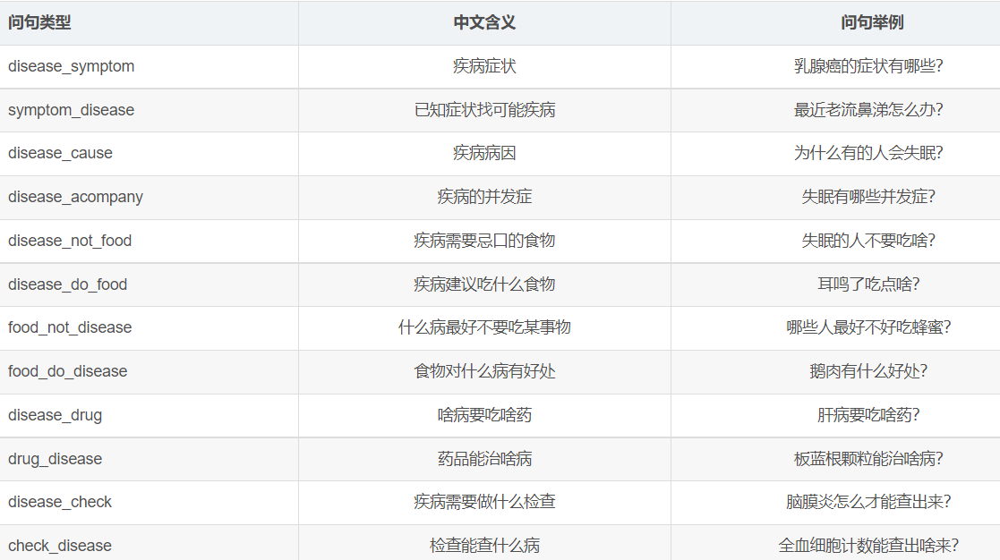 问句类型 中文含义 问句举例
disease_symptom 疾病症状 乳腺癌的症状有哪些？
symptom_disease 已知症状找可能疾病 最近老流鼻涕怎么办？
disease_cause 疾病病因 为什么有的人会失眠？
disease_acompany 疾病的并发症 失眠有哪些并发症？
disease_not_food 疾病需要忌口的食物 失眠的人不要吃啥？
disease_do_food 疾病建议吃什么食物 耳鸣了吃点啥？
food_not_disease 什么病最好不要吃某事物 哪些人最好不好吃蜂蜜？
food_do_disease 食物对什么病有好处 鹅肉有什么好处？
disease_drug 啥病要吃啥药 肝病要吃啥药？
drug_disease 药品能治啥病 板蓝根颗粒能治啥病？
disease_check 疾病需要做什么检查 脑膜炎怎么才能查出来？
check_disease 检查能查什么病 全血细胞计数能查出啥来？